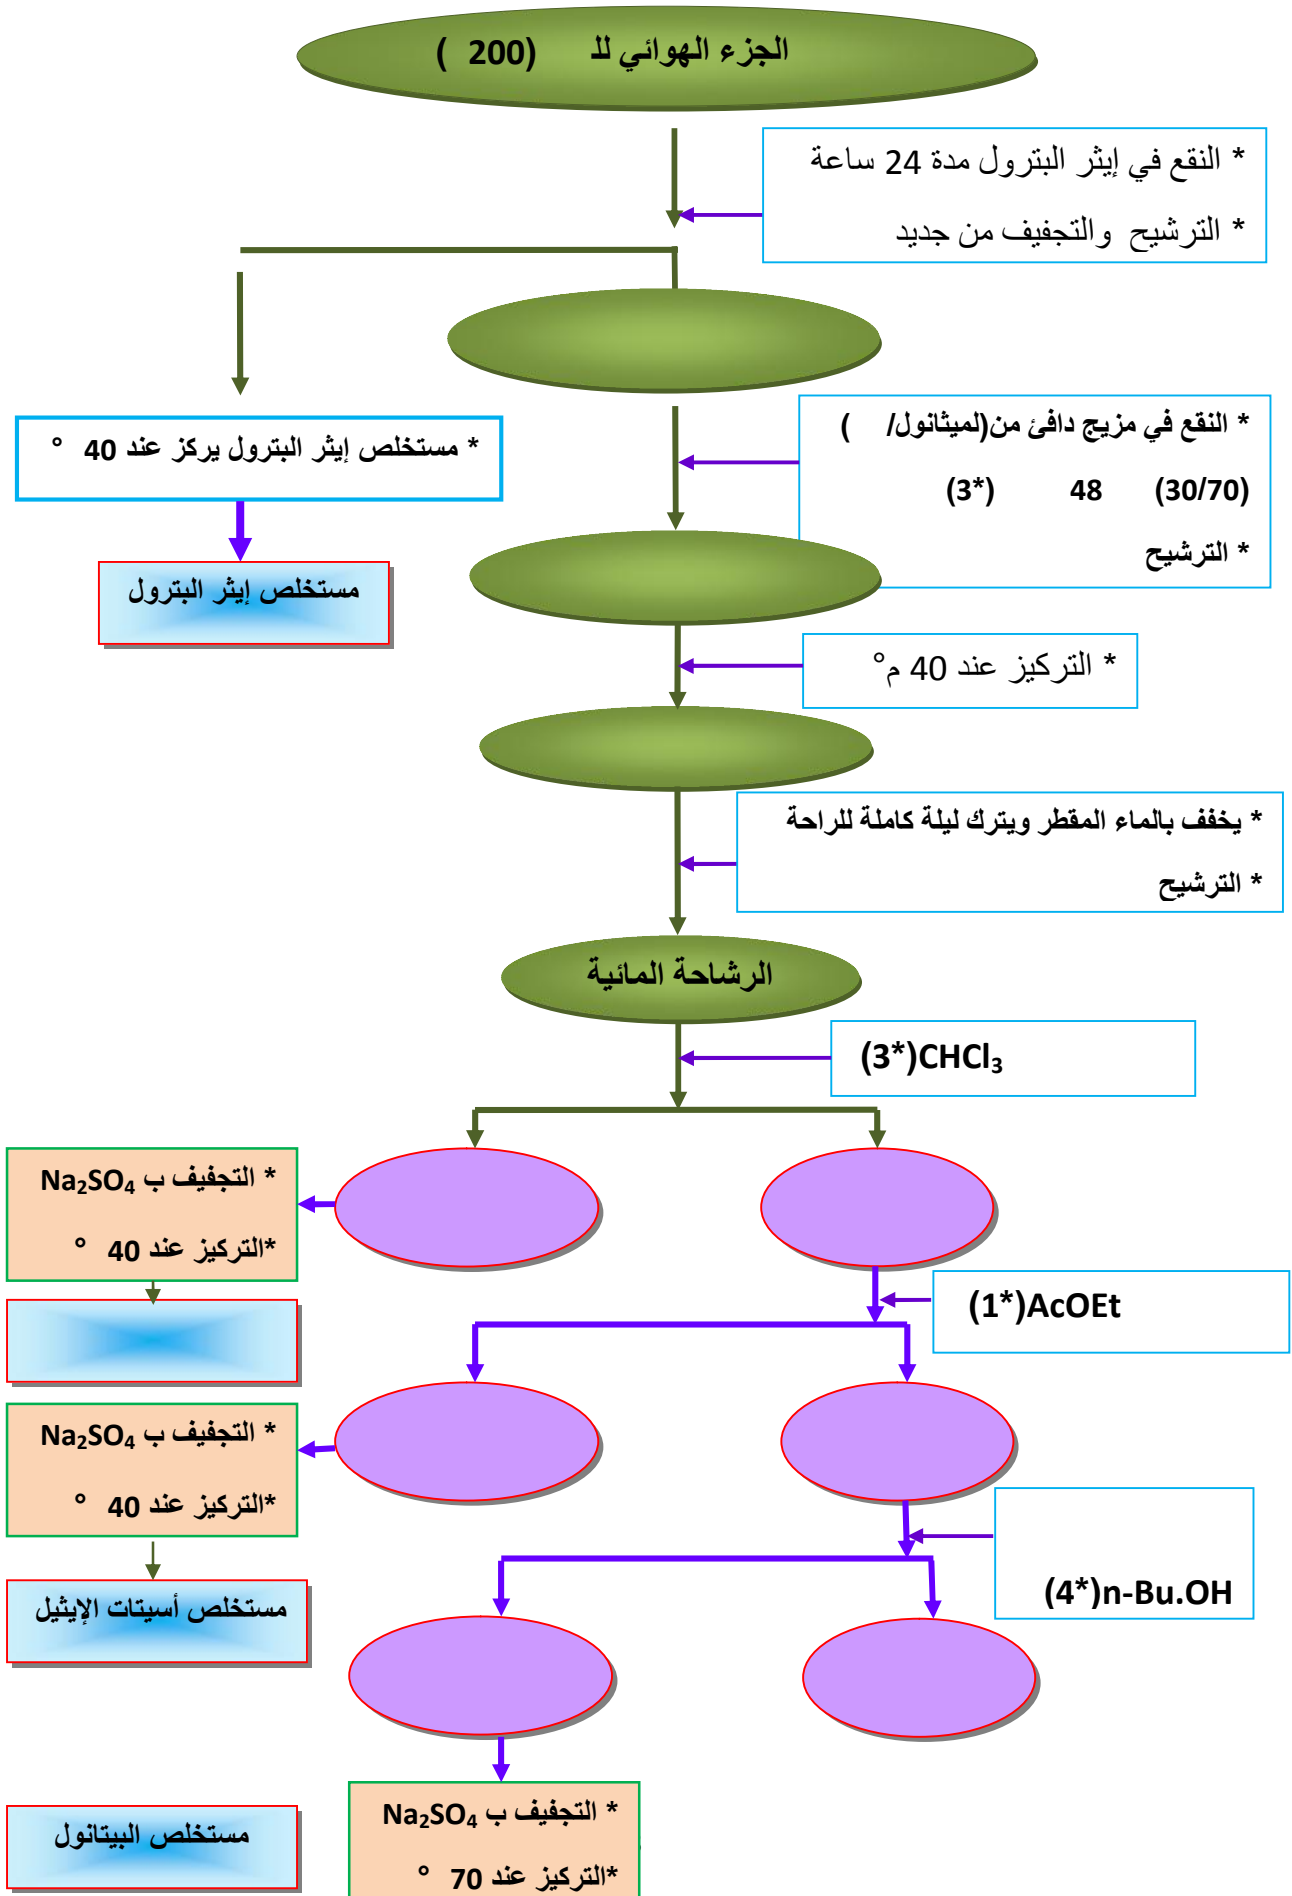 الجزء الهوائي للـ (200 )
* النقع في إيثر البترول مدة 24 ساعة
* الترشيح والتجفيف من جديد
* مستخلص إيثر البترول يركز عند 40 °
مستخلص إيثر البترول
* النقع في مزيج دافئ من(لميثانول/ )
(30/70) 48 (3*)
* الترشيح
* التركيز عند 40 م°
* يخفف بالماء المقطر ويترك ليلة كاملة للراحة
* الترشيح
الرشاحة المائية
(3*)CHCl₃
* التجفيف ب Na₂SO₄
*التركيز عند 40 °
(1*)AcOEt
* التجفيف ب Na₂SO₄
*التركيز عند 40 °
مستخلص أسيتات الإيثيل
(4*)n-Bu.OH
* التجفيف ب Na₂SO₄
*التركيز عند 70 °
مستخلص البيتانول